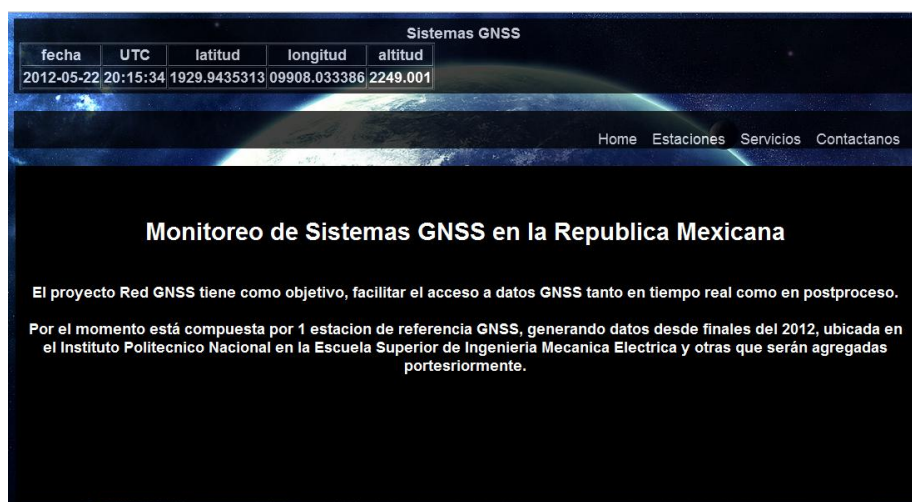 Sistemas GNSS
fecha UTC latitud longitud altitud
2012-05-22 20:15:34 1929.9435313 09908.033386 2249.001
Home Estaciones Servicios Contactanos
Monitoreo de Sistemas GNSS en la Republica Mexicana
El proyecto Red GNSS tiene como objetivo, facilitar el acceso a datos GNSS tanto en tiempo real como en postproceso.
Por el momento está compuesta por 1 estacion de referencia GNSS, generando datos desde finales del 2012, ubicada en
el Instituto Politecnico Nacional en la Escuela Superior de Ingenieria Mecanica Electrica y otras que serán agregadas
portesriormente.